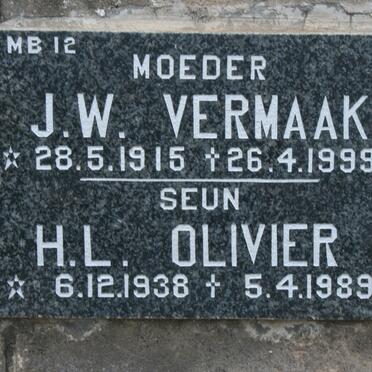 MB 12
MOEDER
J.W. VERMAAK
☆ 28.5.1915 ✝ 26.4.1999
SEUN
H.L. OLIVIER
☆ 6.12.1938 ✝ 5.4.1989